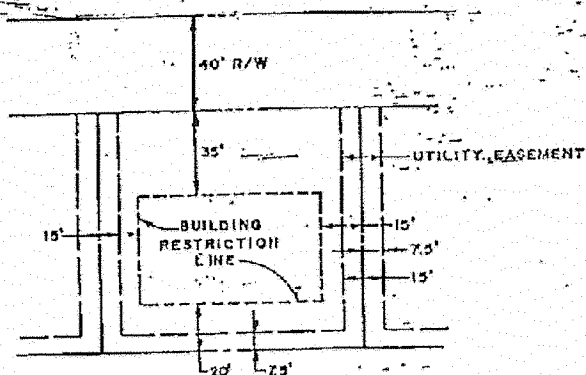 40' R/W
35'
UTILITY EASEMENT
15'
BUILDING
RESTRICTION
LINE
15'
7.5'
15'
20'
7.5'